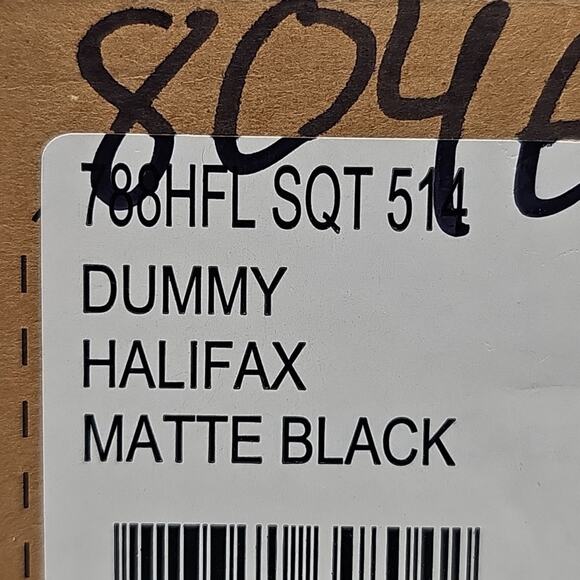 804
788HFL SQT 514
DUMMY
HALIFAX
MATTE BLACK